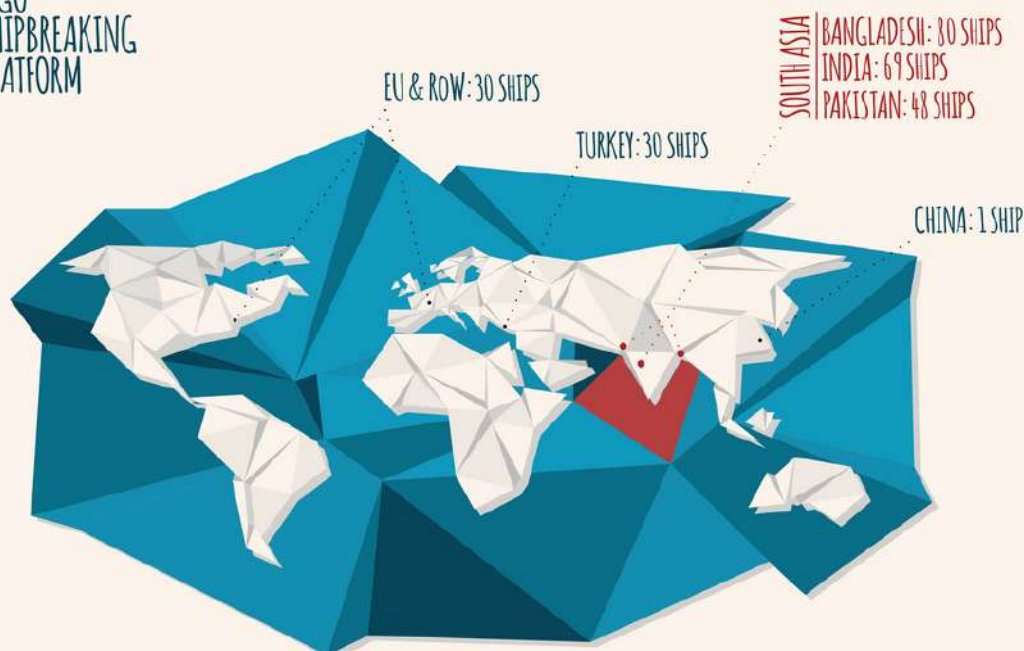 GO
IPBREAKING
ATFORM
EU & ROW: 30 SHIPS
TURKEY: 30 SHIPS
SOUTH ASIA
BANGLADESH: 80 SHIPS
INDIA: 69 SHIPS
PAKISTAN: 48 SHIPS
CHINA: 1 SHIP